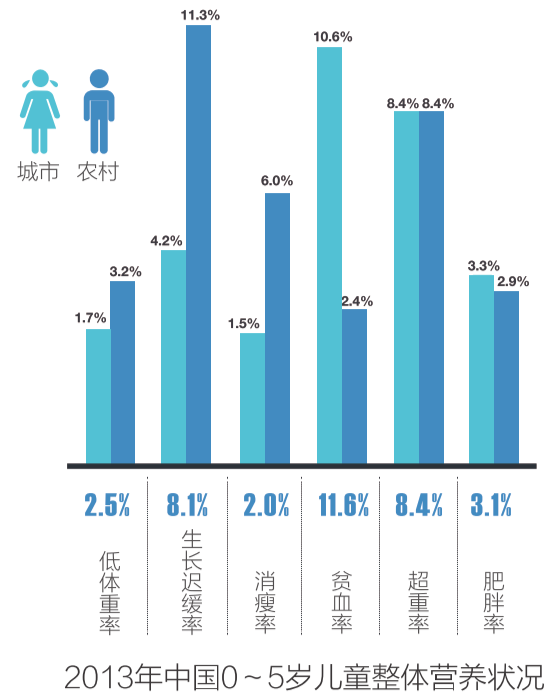 城市 农村
1.7%
3.2%
4.2%
11.3%
1.5%
6.0%
10.6%
2.4%
8.4% 8.4%
3.3%
2.9%
2.5% 8.1% 2.0% 11.6% 8.4% 3.1%
低体重率
生长迟缓率
消瘦率
贫血率
超重率
肥胖率
2013年中国0～5岁儿童整体营养状况